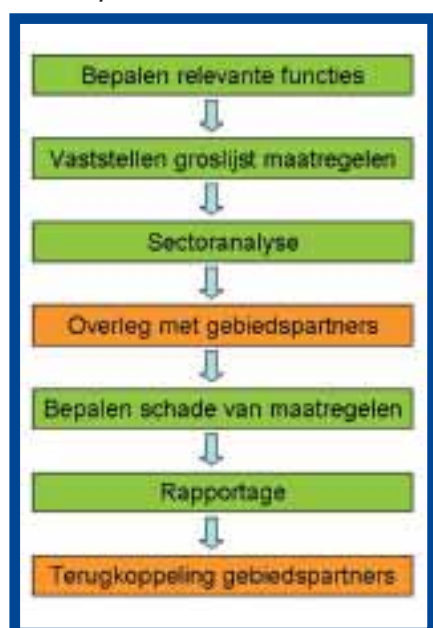 Bepalen relevante functies
Vaststellen groslijst maatregelen
Sectoranalyse
Overleg met gebiedspartners
Bepalen schade van maatregelen
Rapportage
Terugkoppeling gebiedspartners